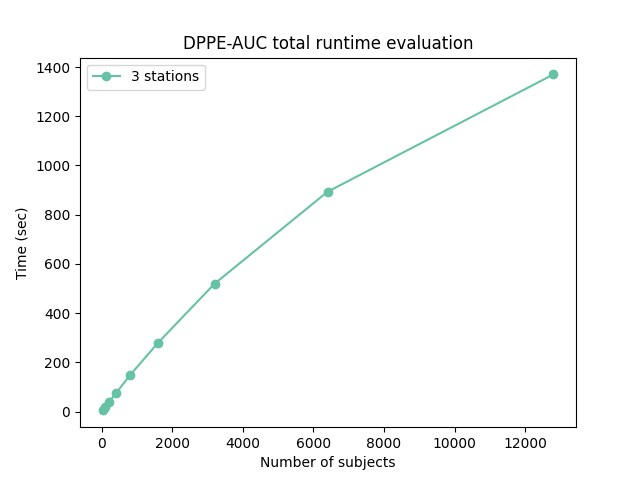 DPPE-AUC total runtime evaluation
3 stations
1400
1200
1000
800
600
400
200
0
Time (sec)
0 2000 4000 6000 8000 10000 12000
Number of subjects